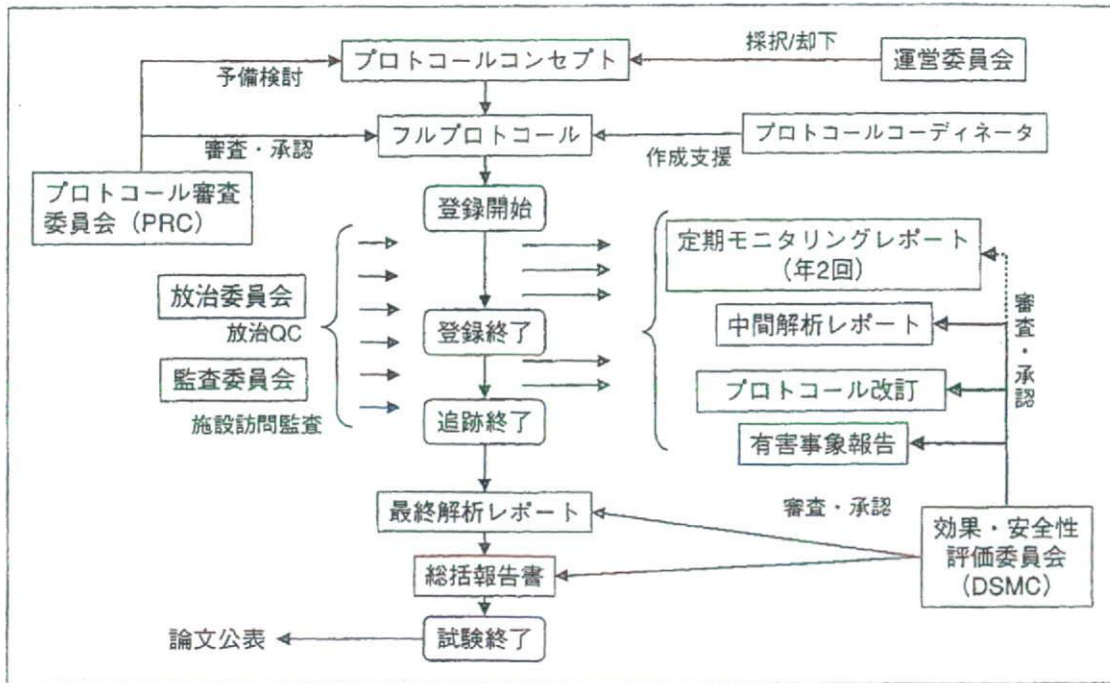 採択/却下
プロトコールコンセプト
運営委員会
予備検討
フルプロトコール
プロトコールコーディネータ
審査・承認
作成支援
プロトコール審査
委員会（PRC）
登録開始
定期モニタリングレポート
（年2回）
放治委員会
放治QC
登録終了
中間解析レポート
審査・承認
監査委員会
施設訪問監査
プロトコール改訂
追跡終了
有害事象報告
最終解析レポート
審査・承認
効果・安全性
評価委員会
（DSMC）
総括報告書
論文公表
試験終了